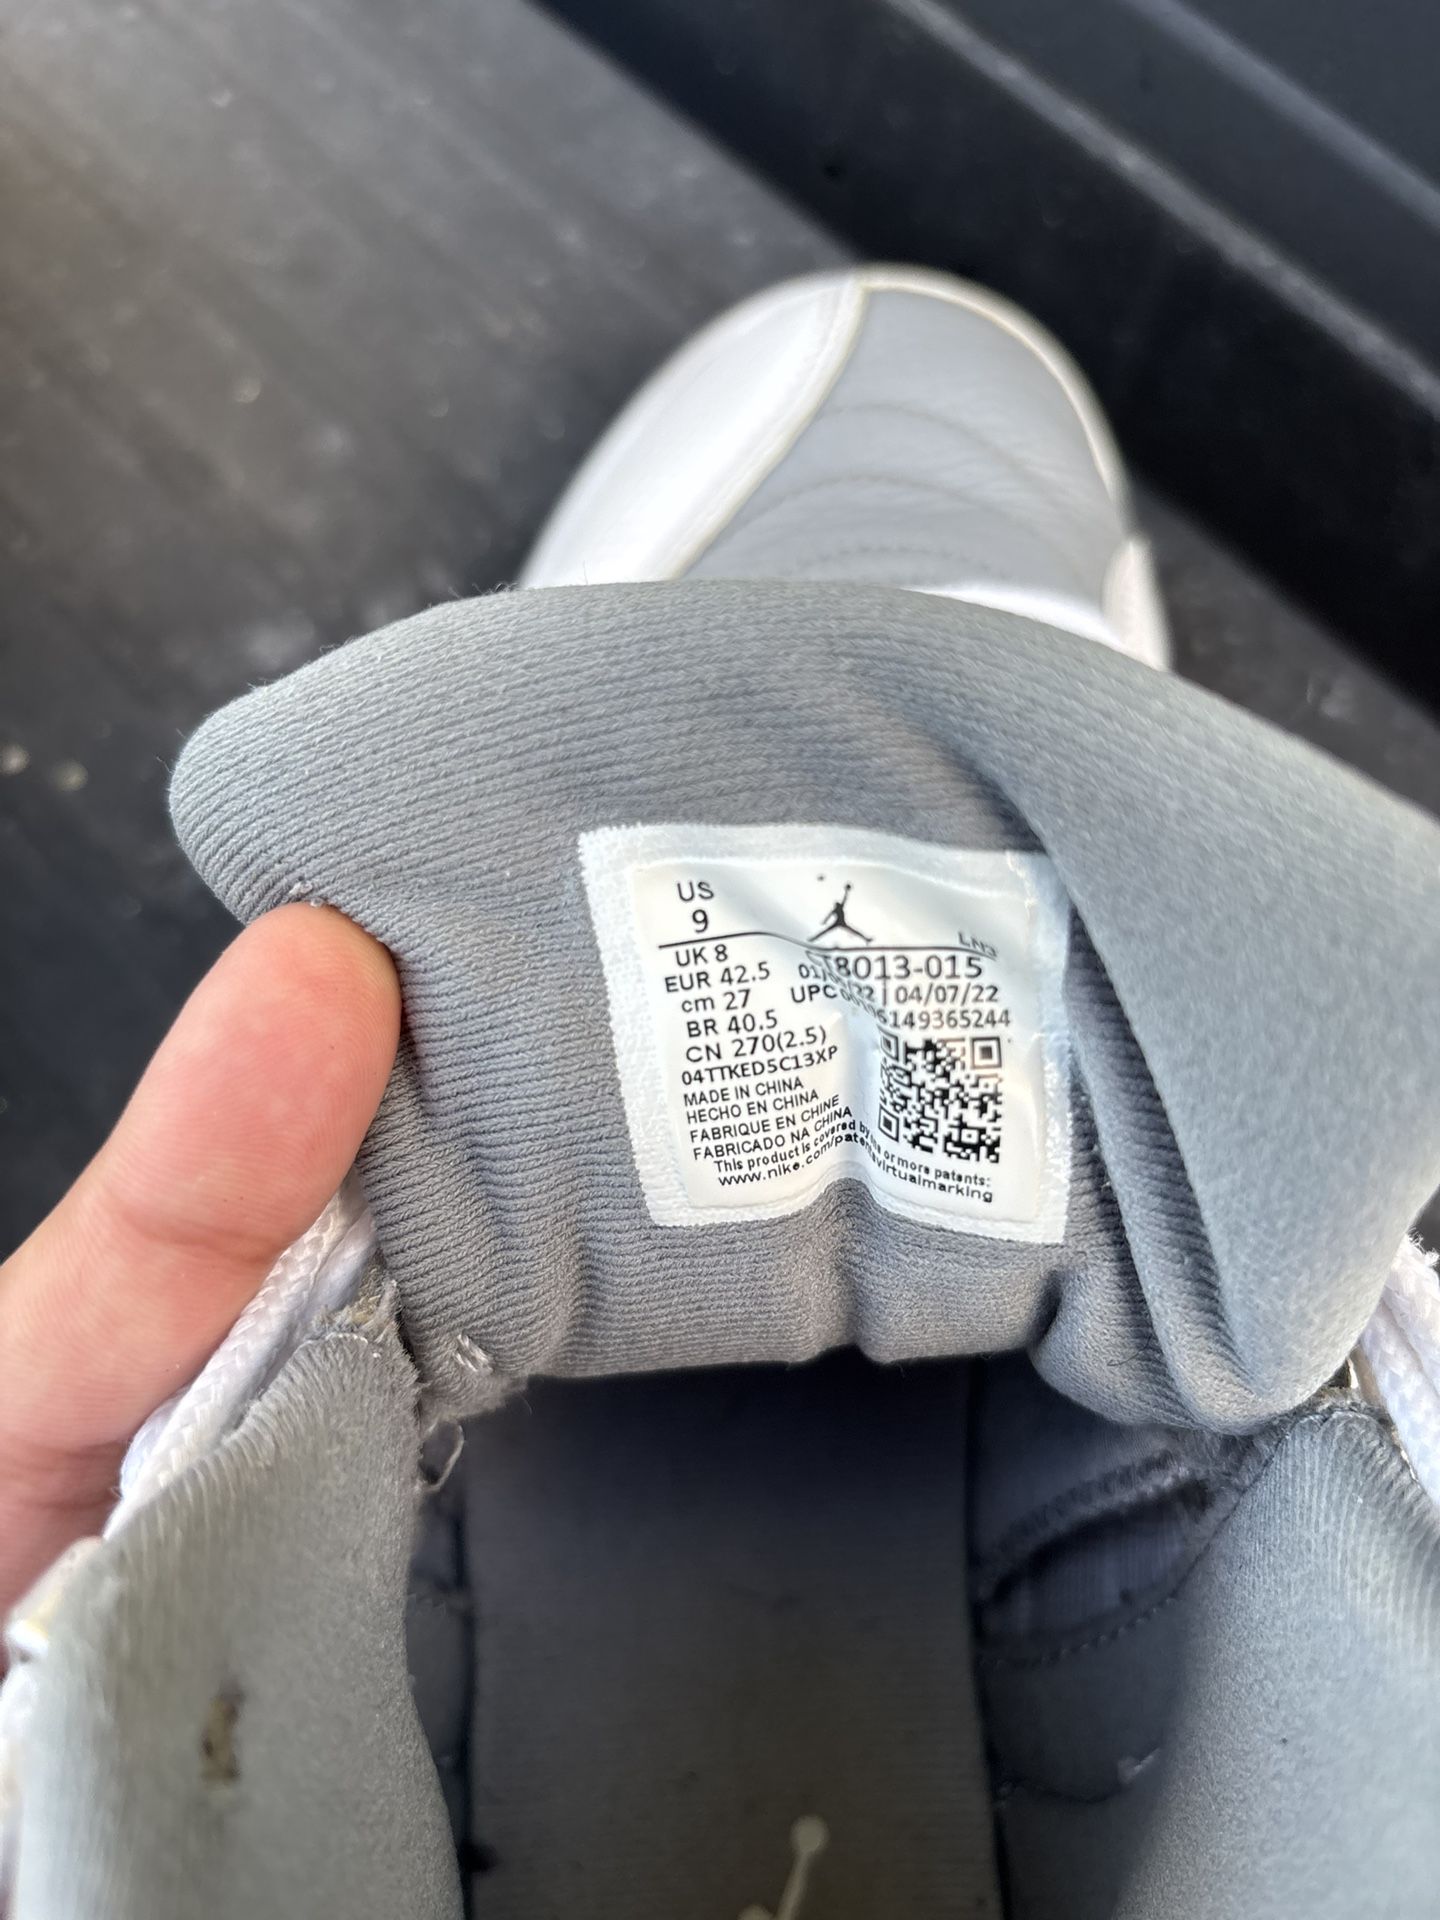 US
9
LN3
UK 8
EUR 42.5
cm 27
BR 40.5
CN 270(2.5)
04TTKED5C13XP
MADE IN CHINA
HECHO EN CHINA
FABRIQUE EN CHINE
FABRICADO NA CHINA
This product is covered by one or more patents:
www.nike.com/patentsvirtualmarking
8013-015
04/07/22
UPC